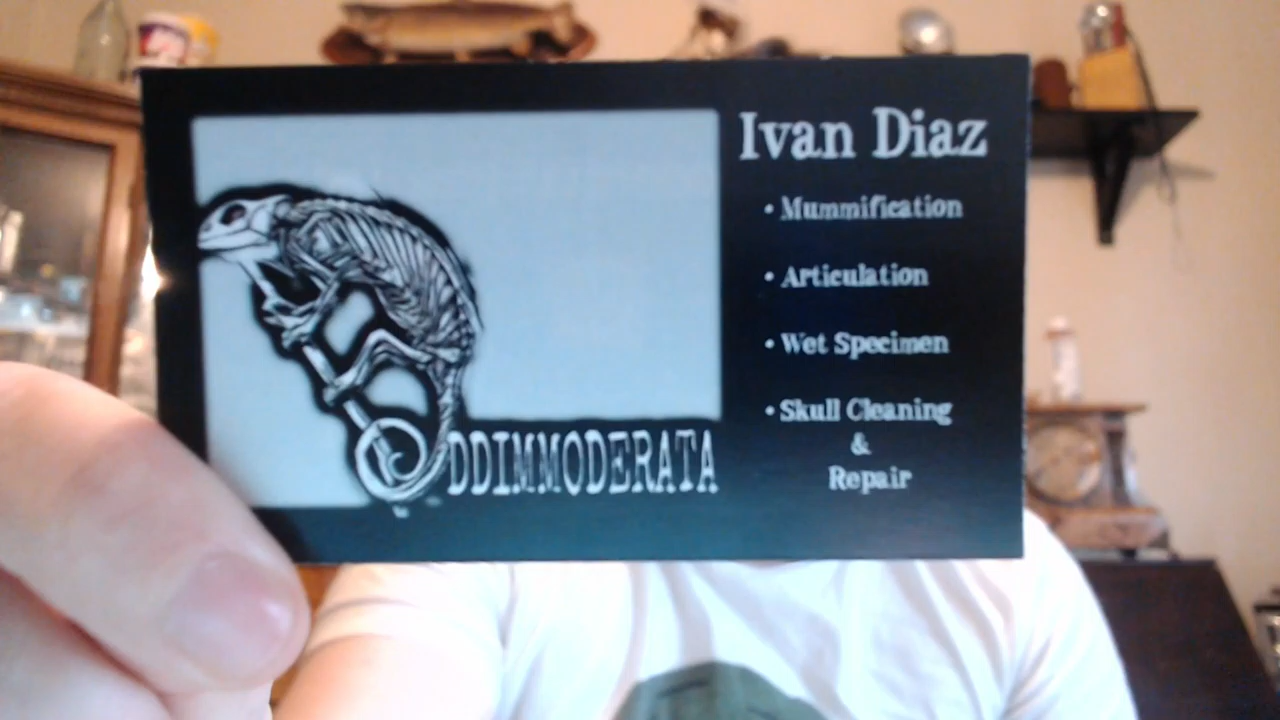 Ivan Diaz
• Mummification
• Articulation
• Wet Specimen
• Skull Cleaning
&
Repair
ODDIMMODERATA